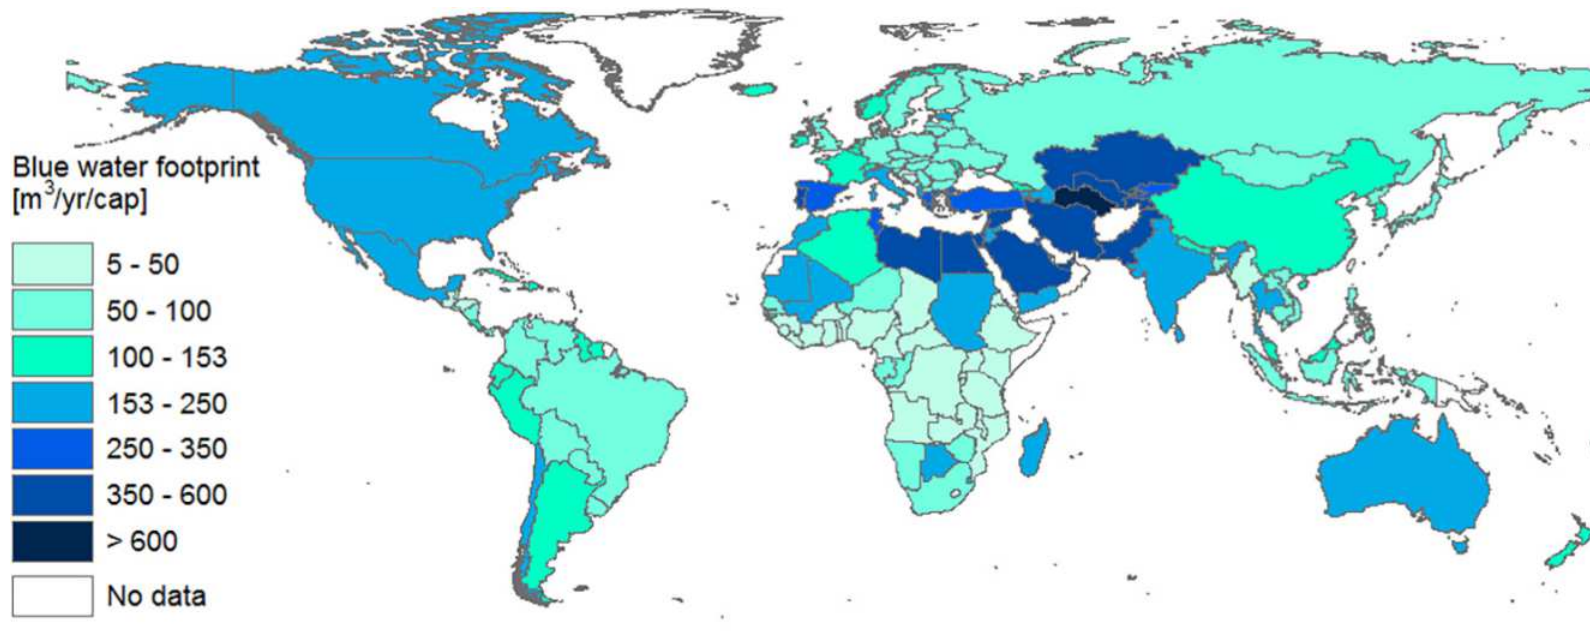 Blue water footprint
[m³/yr/cap]
5 - 50
50 - 100
100 - 153
153 - 250
250 - 350
350 - 600
> 600
No data